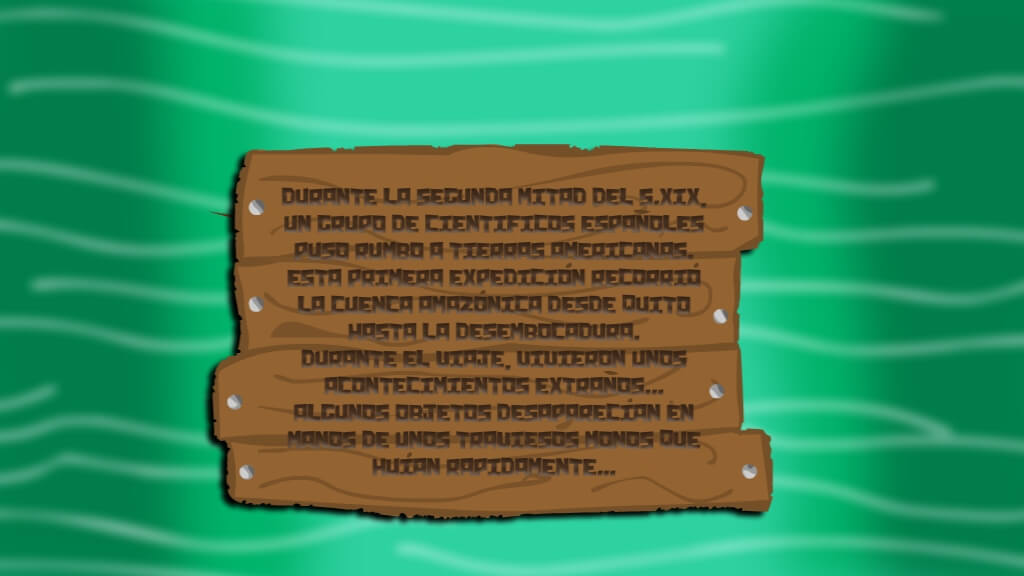 DURANTE LA SEGUNDA MITAD DEL S.XIX,
UN GRUPO DE CIENTIFICOS ESPAÑOLES
PUSO RUMBO A TIERRAS AMERICANAS.
ESTA PRIMERA EXPEDICIÓN RECORRIÓ
LA CUENCA AMAZÓNICA DESDE QUITO
HASTA LA DESEMBOCADURA.
DURANTE EL VIAJE, VIVIERON UNOS
ACONTECIMIENTOS EXTRAÑOS...
ALGUNOS OBJETOS DESAPARECÍAN EN
MANOS DE UNOS TRAVIESOS MONOS QUE
HUÍAN RAPIDAMENTE...